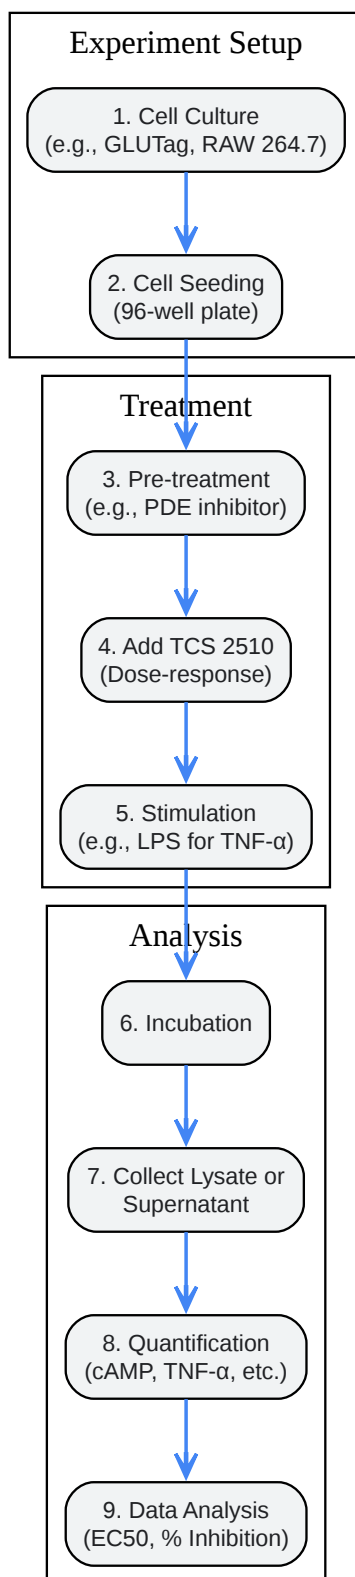 Experiment Setup
1. Cell Culture
(e.g., GLUTag, RAW 264.7)
2. Cell Seeding
(96-well plate)
Treatment
3. Pre-treatment
(e.g., PDE inhibitor)
4. Add TCS 2510
(Dose-response)
5. Stimulation
(e.g., LPS for TNF-α)
Analysis
6. Incubation
7. Collect Lysate or
Supernatant
8. Quantification
(cAMP, TNF-α, etc.)
9. Data Analysis
(EC50, % Inhibition)